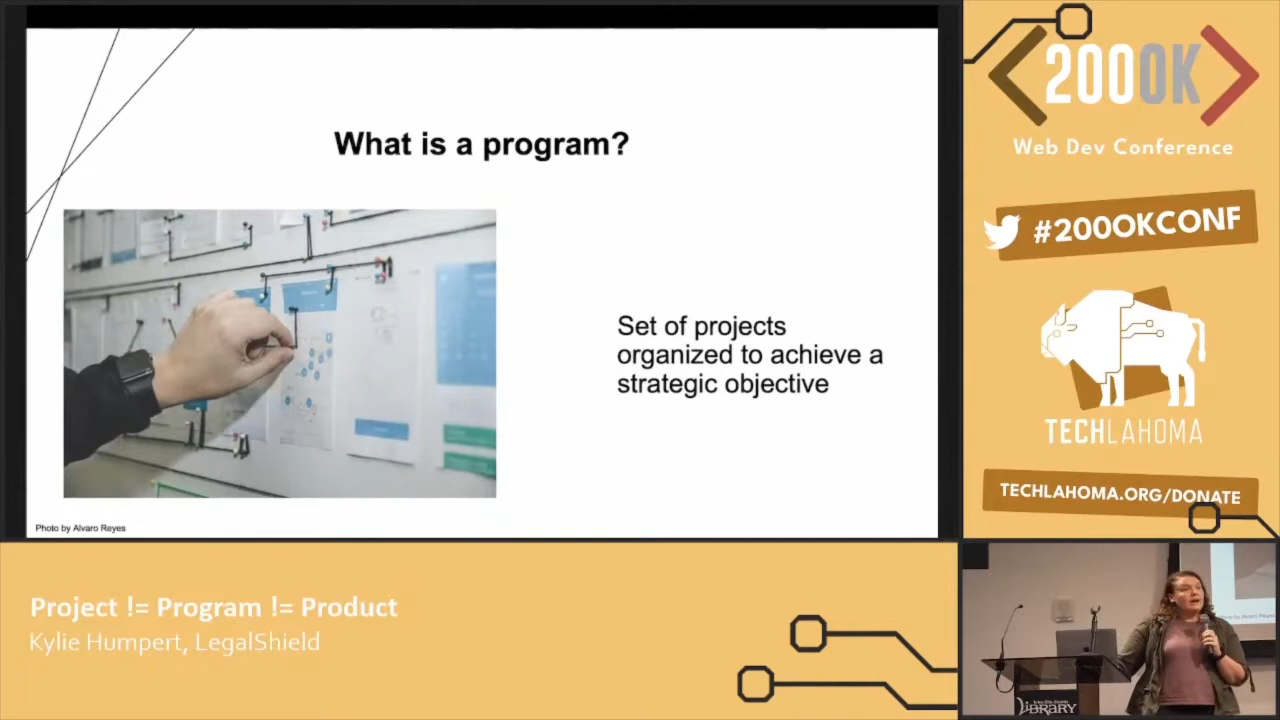 What is a program?
Set of projects
organized to achieve a
strategic objective
Photo by Alvaro Reyes
200OK
Web Dev Conference
#200OKCONF
TECHLAHOMA
TECHLAHOMA.ORG/DONATE
Project != Program != Product
Kylie Humpert, LegalShield
LIBRARY